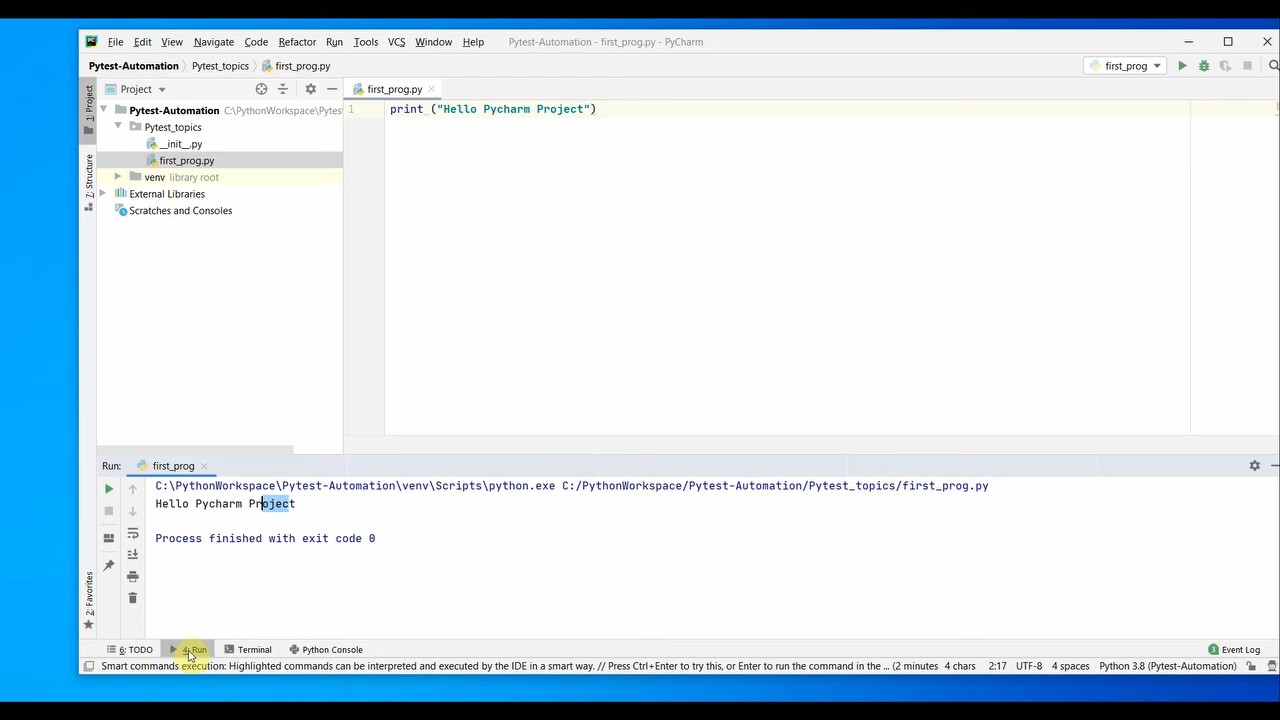 PC File Edit View Navigate Code Refactor Run Tools VCS Window Help Pytest-Automation - first_prog.py - PyCharm
Pytest-Automation Pytest_topics first_prog.py first_prog
1: Project
Project
first_prog.py
Pytest-Automation C:\PythonWorkspace\Pytest
Pytest_topics
__init__.py
first_prog.py
venv library root
External Libraries
Scratches and Consoles
7: Structure
1 print ("Hello Pycharm Project")
Run: first_prog
C:\PythonWorkspace\Pytest-Automation\venv\Scripts\python.exe C:/PythonWorkspace/Pytest-Automation/Pytest_topics/first_prog.py
Hello Pycharm Project
Process finished with exit code 0
2: Favorites
6: TODO 4: Run Terminal Python Console 3 Event Log
Smart commands execution: Highlighted commands can be interpreted and executed by the IDE in a smart way. // Press Ctrl+Enter to try this, or Enter to run the command in the ... (2 minutes 4 chars 2:17 UTF-8 4 spaces Python 3.8 (Pytest-Automation)